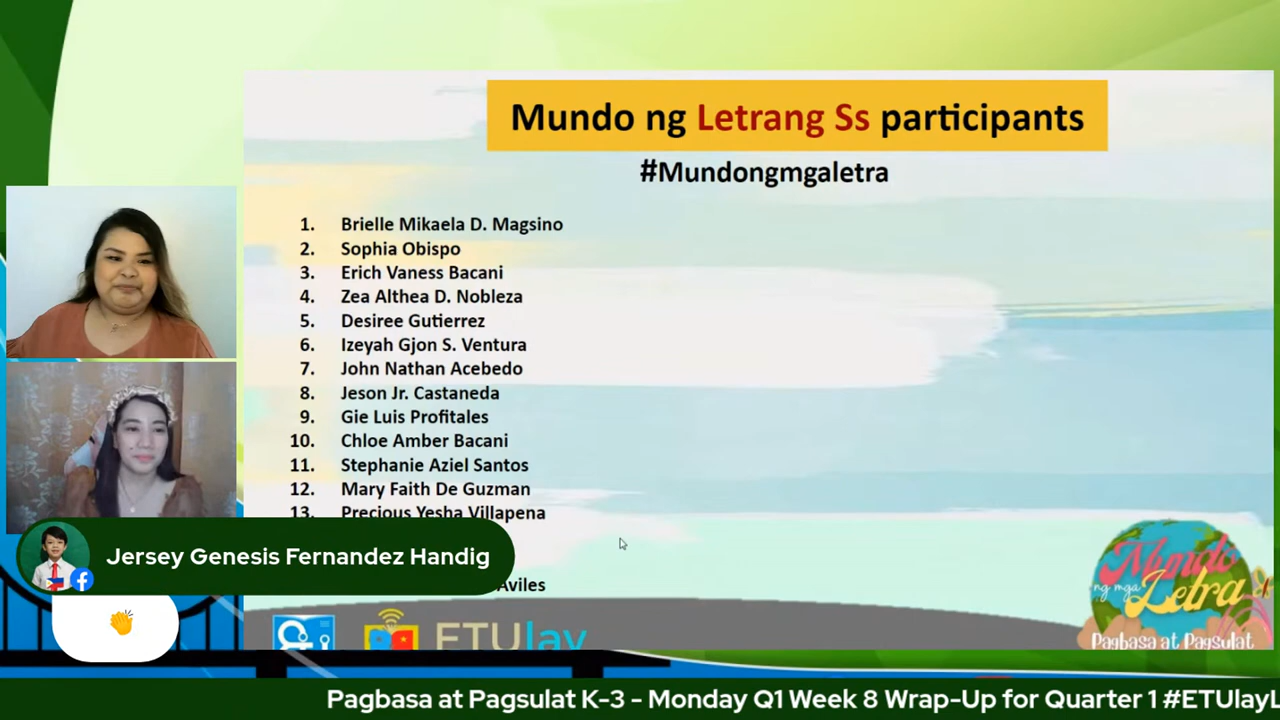 Mundo ng Letrang Ss participants
#Mundongmgaletra
1. Brielle Mikaela D. Magsino
2. Sophia Obispo
3. Erich Vaness Bacani
4. Zea Althea D. Nobleza
5. Desiree Gutierrez
6. Izeyah Gjon S. Ventura
7. John Nathan Acebedo
8. Jeson Jr. Castaneda
9. Gie Luis Profitales
10. Chloe Amber Bacani
11. Stephanie Aziel Santos
12. Mary Faith De Guzman
13. Precious Yesha Villapena
Jersey Genesis Fernandez Handig
Aviles
ETUlay
Mundo
ng mga
Letra
Pagbasa at Pagsulat
Pagbasa at Pagsulat K-3 - Monday Q1 Week 8 Wrap-Up for Quarter 1 #ETUlayL